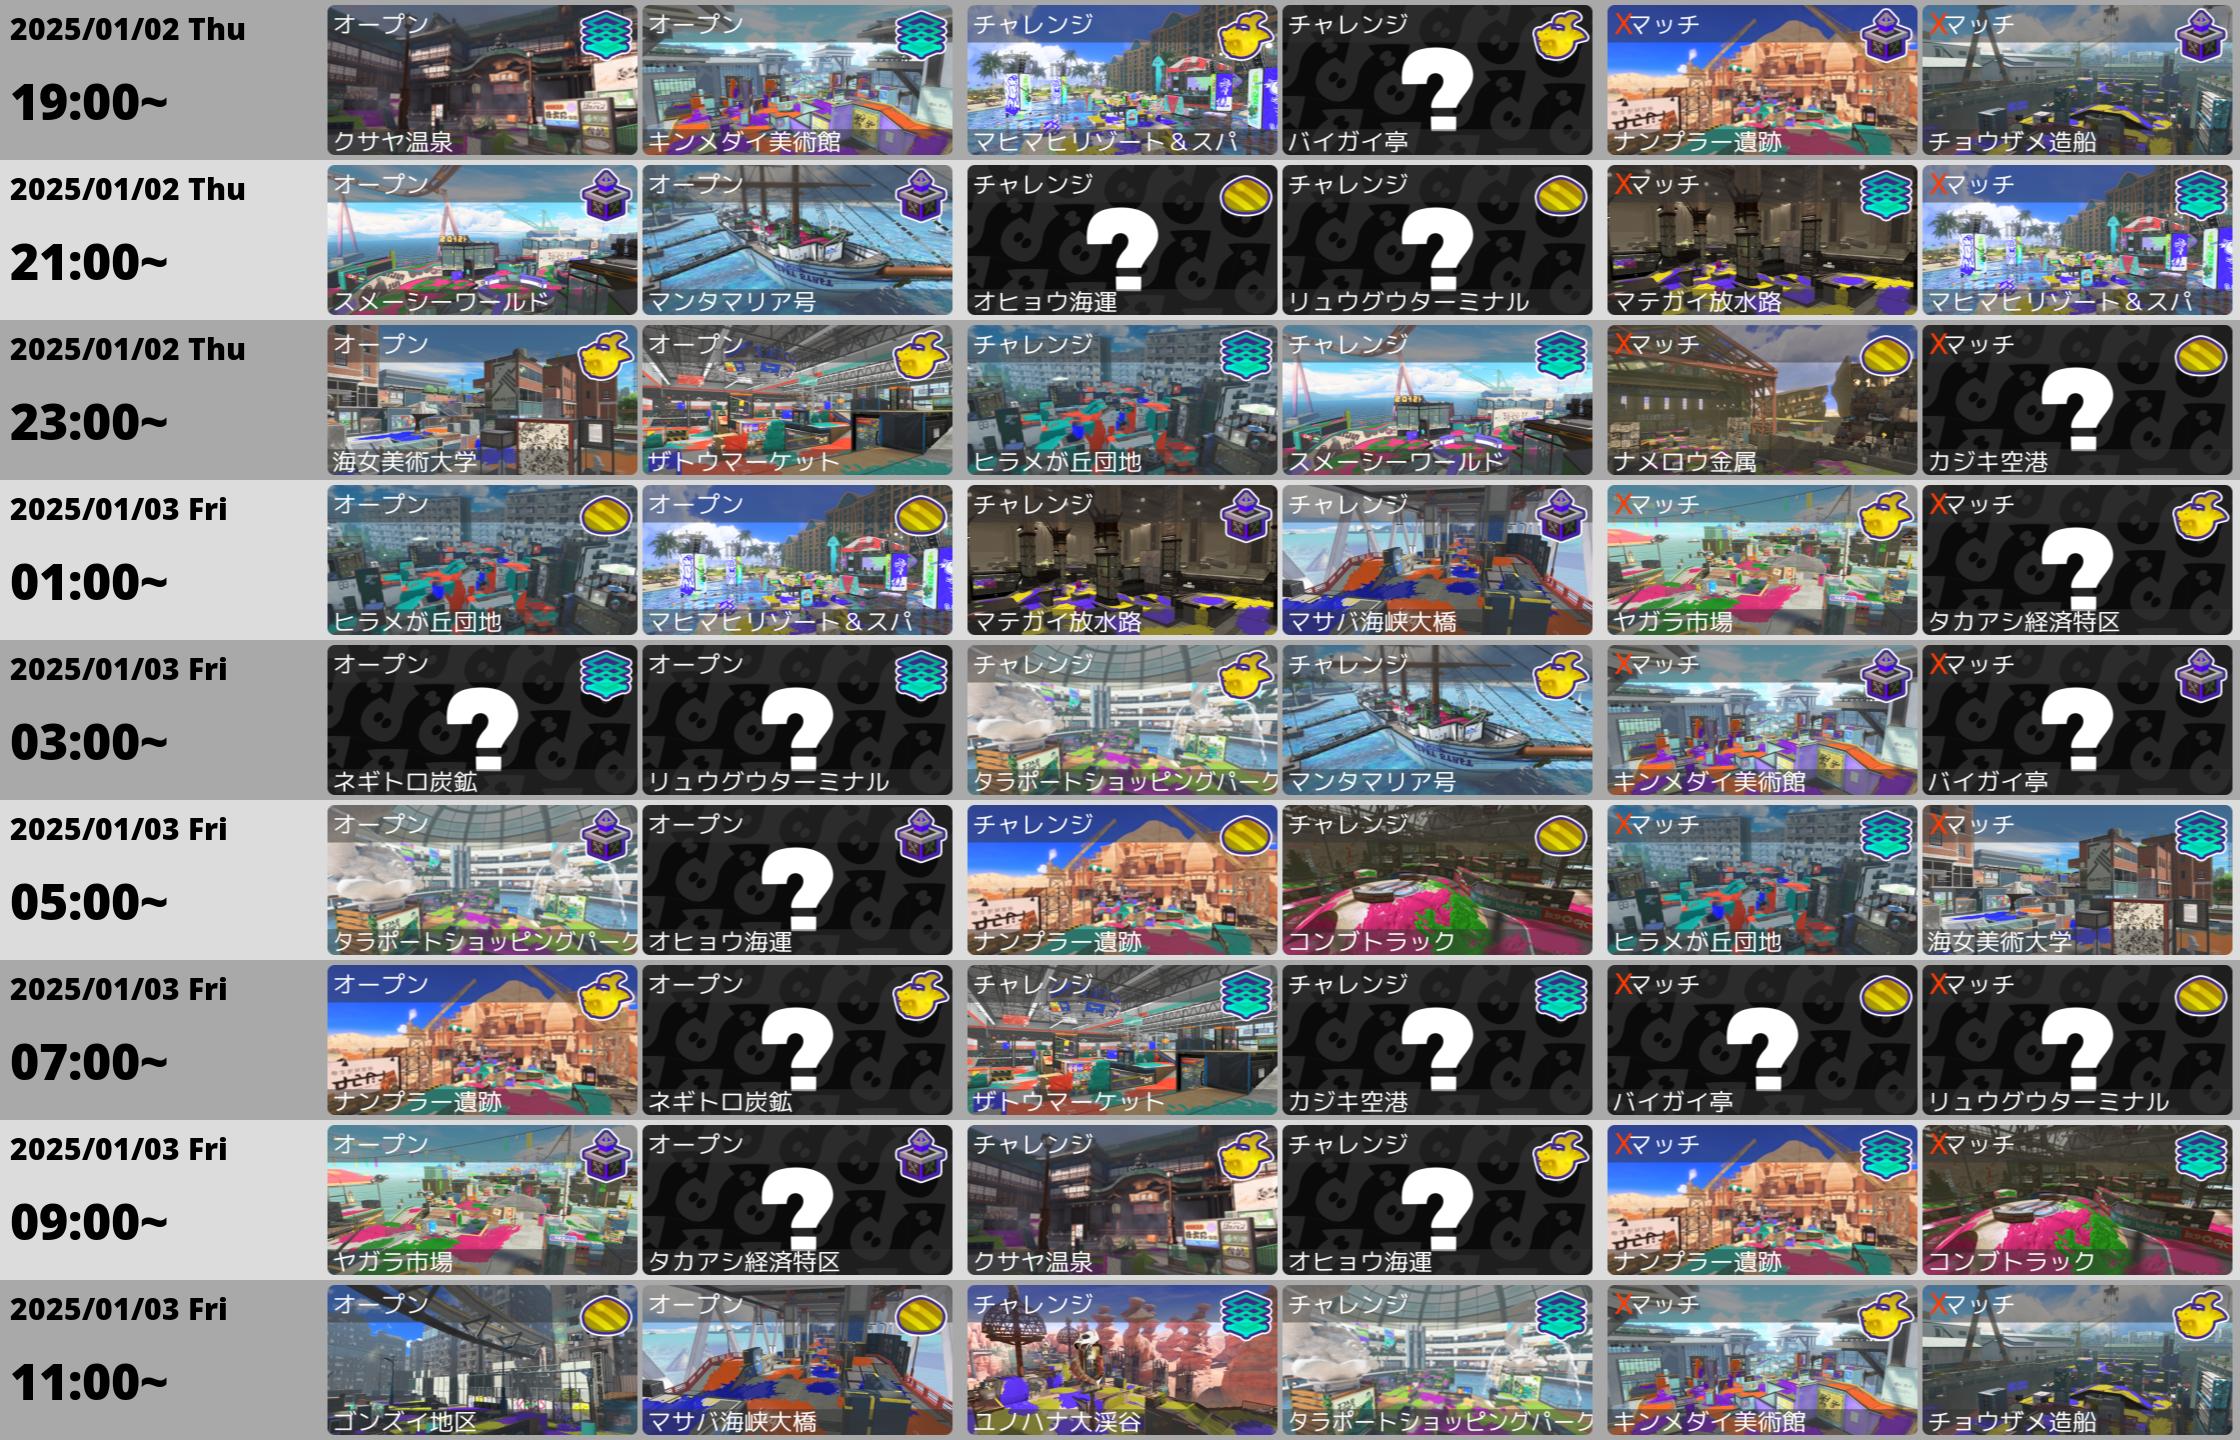 2025/01/02 Thu
19:00~
オープン
クサヤ温泉
オープン
キンメダイ美術館
チャレンジ
マヒマヒリゾート＆スパ
チャレンジ
バイガイ亭
Xマッチ
ナンプラー遺跡
Xマッチ
チョウザメ造船
2025/01/02 Thu
21:00~
オープン
スメーシーワールド
オープン
マンタマリア号
チャレンジ
オヒョウ海運
チャレンジ
リュウグウターミナル
Xマッチ
マテガイ放水路
Xマッチ
マヒマヒリゾート＆スパ
2025/01/02 Thu
23:00~
オープン
海女美術大学
オープン
ザトウマーケット
チャレンジ
ヒラメが丘団地
チャレンジ
スメーシーワールド
Xマッチ
ナメロウ金属
Xマッチ
カジキ空港
2025/01/03 Fri
01:00~
オープン
ヒラメが丘団地
オープン
マヒマヒリゾート＆スパ
チャレンジ
マテガイ放水路
チャレンジ
マサバ海峡大橋
Xマッチ
ヤガラ市場
Xマッチ
タカアシ経済特区
2025/01/03 Fri
03:00~
オープン
ネギトロ炭鉱
オープン
リュウグウターミナル
チャレンジ
タラポートショッピングパーク
チャレンジ
マンタマリア号
Xマッチ
キンメダイ美術館
Xマッチ
バイガイ亭
2025/01/03 Fri
05:00~
オープン
タラポートショッピングパーク
オープン
オヒョウ海運
チャレンジ
ナンプラー遺跡
チャレンジ
コンブトラック
Xマッチ
ヒラメが丘団地
Xマッチ
海女美術大学
2025/01/03 Fri
07:00~
オープン
ナンプラー遺跡
オープン
ネギトロ炭鉱
チャレンジ
ザトウマーケット
チャレンジ
カジキ空港
Xマッチ
バイガイ亭
Xマッチ
リュウグウターミナル
2025/01/03 Fri
09:00~
オープン
ヤガラ市場
オープン
タカアシ経済特区
チャレンジ
クサヤ温泉
チャレンジ
オヒョウ海運
Xマッチ
ナンプラー遺跡
Xマッチ
コンブトラック
2025/01/03 Fri
11:00~
オープン
ゴンズイ地区
オープン
マサバ海峡大橋
チャレンジ
ユノハナ大渓谷
チャレンジ
タラポートショッピングパーク
Xマッチ
キンメダイ美術館
Xマッチ
チョウザメ造船